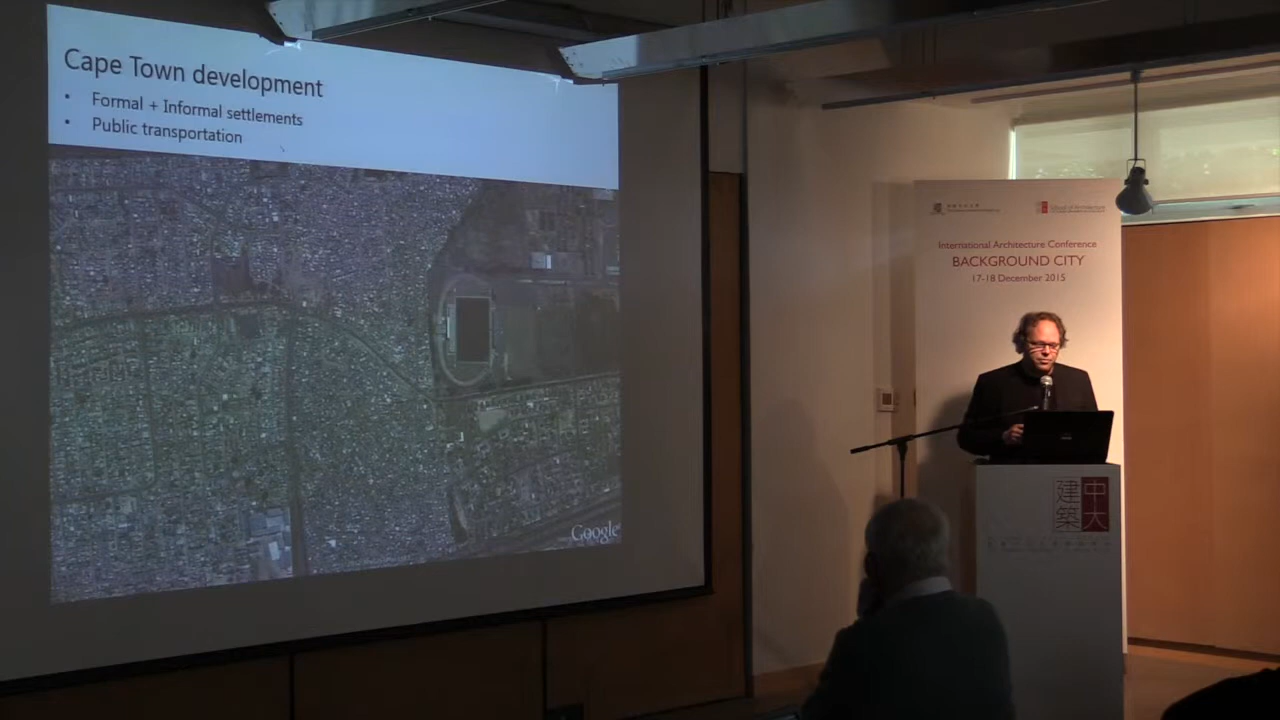 Cape Town development
• Formal + Informal settlements
• Public transportation
Google
School of Architecture
International Architecture Conference
BACKGROUND CITY
17-18 December 2015
建 中
築 大